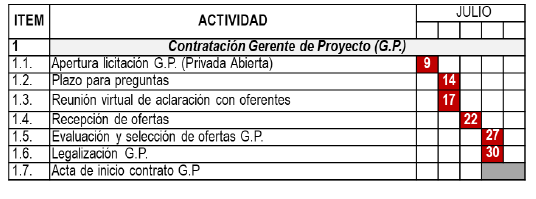 ITEM ACTIVIDAD JULIO
1 Contratación Gerente de Proyecto (G.P.)
1.1. Apertura licitación G.P. (Privada Abierta) 9
1.2. Plazo para preguntas 14
1.3. Reunión virtual de aclaración con oferentes 17
1.4. Recepción de ofertas 22
1.5. Evaluación y selección de ofertas G.P. 27
1.6. Legalización G.P. 30
1.7. Acta de inicio contrato G.P